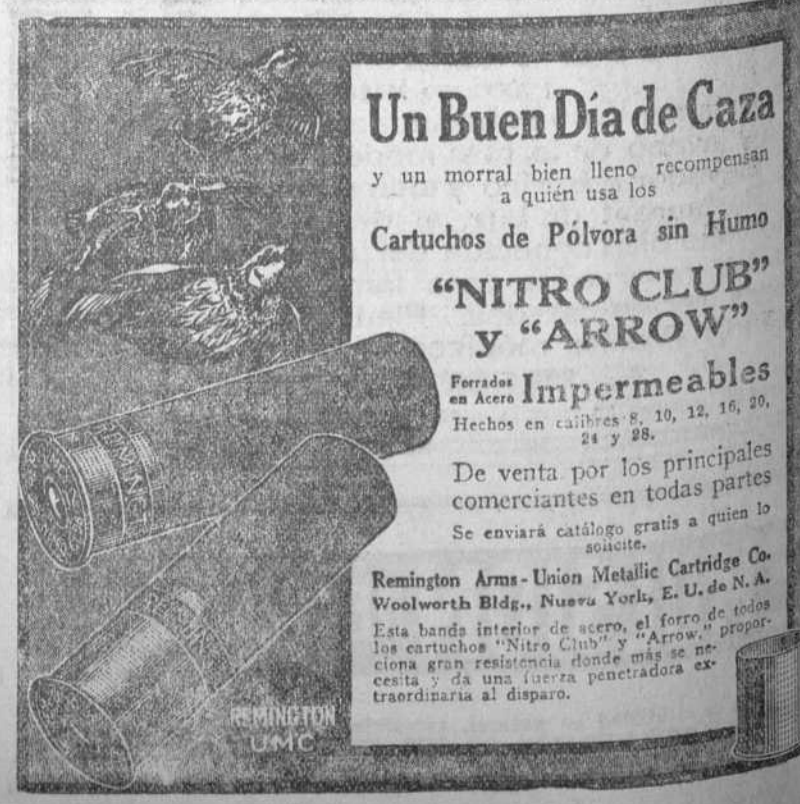 Un Buen Día de Caza
y un morral bien lleno recompensan
a quién usa los
Cartuchos de Pólvora sin Humo
"NITRO CLUB"
y "ARROW"
Forrados
en Acero Impermeables
Hechos en calibres 8, 10, 12, 16, 20,
24 y 28.
De venta por los principales
comerciantes en todas partes
Se enviará catálogo gratis a quien lo
solicite.
Remington Arms-Union Metallic Cartridge Co.
Woolworth Bldg., Nueva York, E. U. de N. A.
Esta banda interior de acero, el forro de todos
los cartuchos "Nitro Club" y "Arrow," propor-
ciona gran resistencia donde más se ne-
cesita y da una fuerza penetradora ex-
traordinaria al disparo.
REMINGTON
UMC